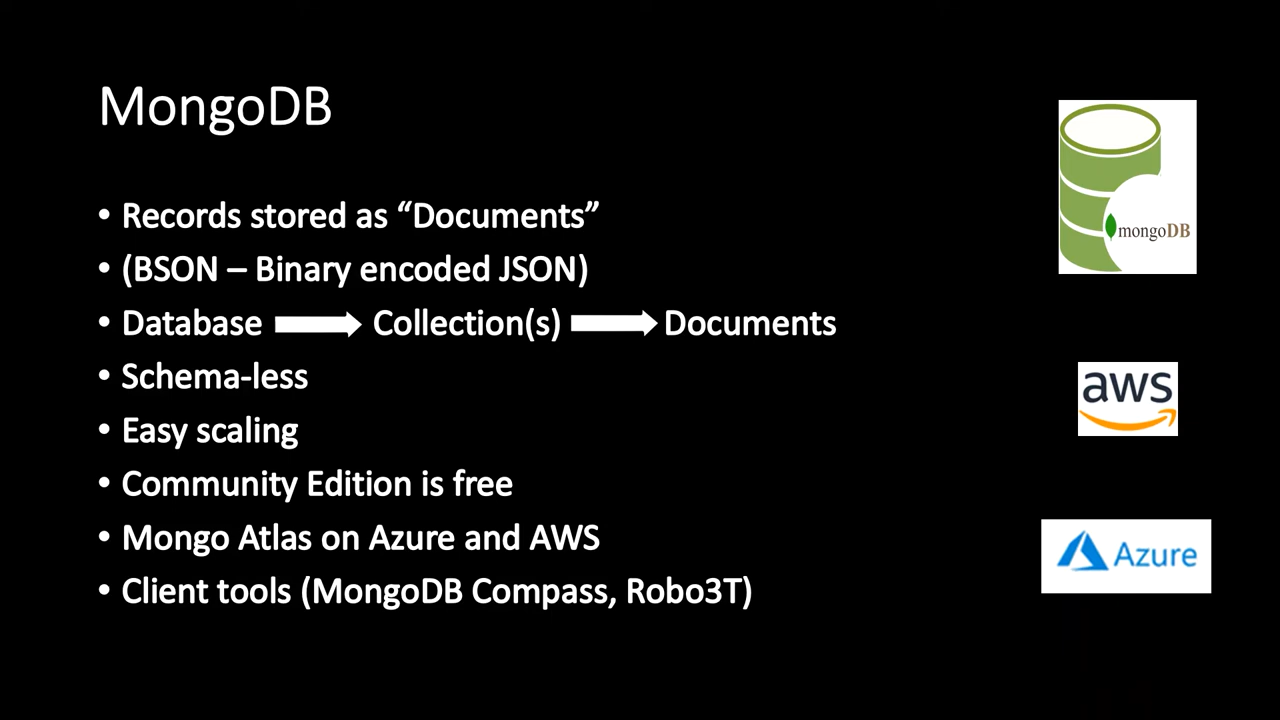 MongoDB
• Records stored as “Documents”
• (BSON – Binary encoded JSON)
• Database Collection(s) Documents
• Schema-less
• Easy scaling
• Community Edition is free
• Mongo Atlas on Azure and AWS
• Client tools (MongoDB Compass, Robo3T)
mongoDB
aws
Azure